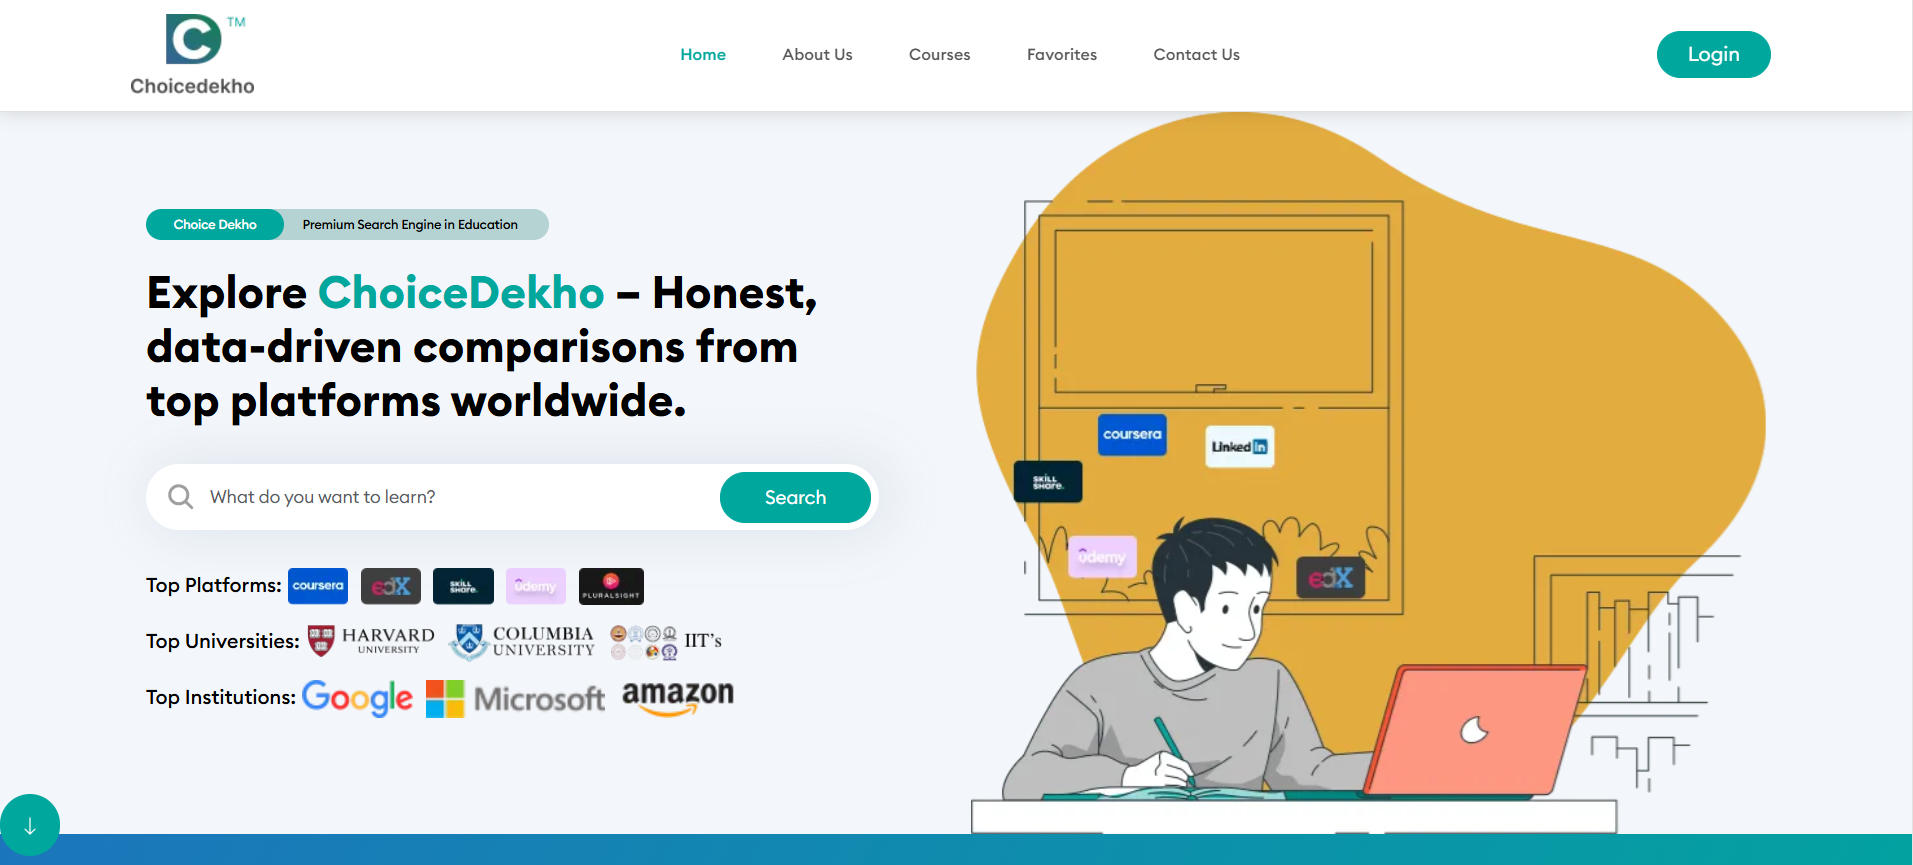 TM
Choicedekho
Home About Us Courses Favorites Contact Us
Login
Choice Dekho Premium Search Engine in Education
Explore ChoiceDekho – Honest,
data-driven comparisons from
top platforms worldwide.
What do you want to learn? Search
Top Platforms: coursera edX SKILL SHARE. ûdemy PLURALSIGHT
Top Universities: HARVARD UNIVERSITY COLUMBIA UNIVERSITY IIT's
Top Institutions: Google Microsoft amazon
coursera
Linked in
SKILL
SHARE.
ûdemy
edX